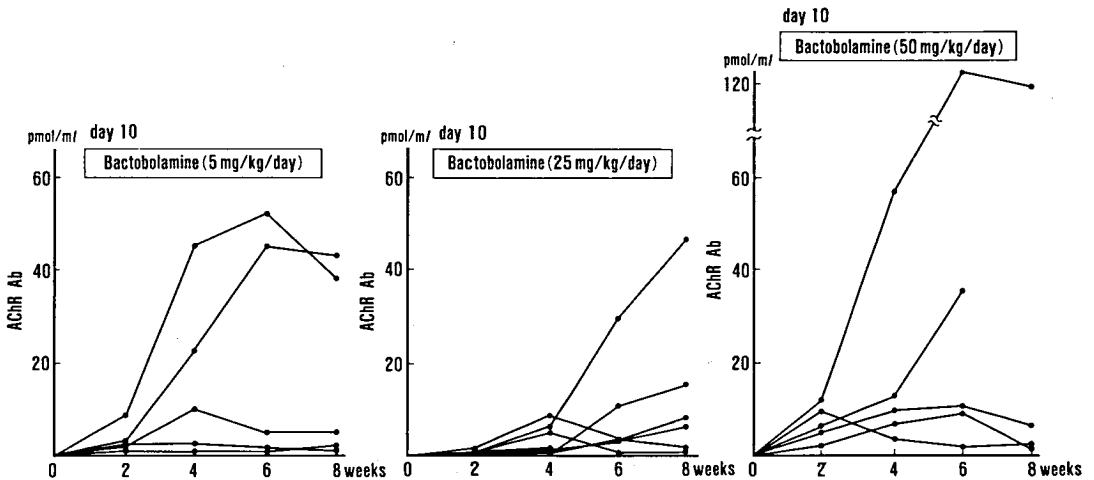 day 10
Bactobolamine (5 mg/kg/day)
pmol/ml
60
40
20
AChR Ab
0 2 4 6 8 weeks
day 10
Bactobolamine (25 mg/kg/day)
pmol/ml
60
40
20
AChR Ab
0 2 4 6 8 weeks
day 10
Bactobolamine (50 mg/kg/day)
pmol/ml
120
60
40
20
AChR Ab
0 2 4 6 8 weeks